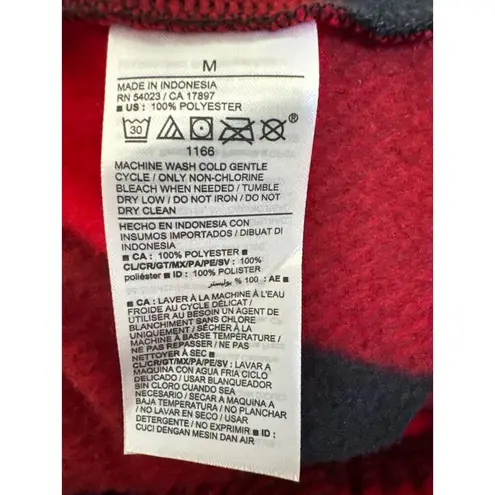 M
MADE IN INDONESIA
RN 54023 / CA 17897
■ US: 100% POLYESTER
30 ®
1166
MACHINE WASH COLD GENTLE
CYCLE / ONLY NON-CHLORINE
BLEACH WHEN NEEDED / TUMBLE
DRY LOW / DO NOT IRON / DO NOT
DRY CLEAN
HECHO EN INDONESIA CON
INSUMOS IMPORTADOS / DIBUAT DI
INDONESIA
■ CA: 100% POLYESTER ■
CL/CR/GT/MX/PA/PE/SV: 100%
poliéster ■ ID: 100% POLISTER
■ AE: 100 % بوليستر
■ CA: LAVER À LA MACHINE À L'EAU
FROIDE AU CYCLE DÉLICAT /
UTILISER AU BESOIN UN AGENT DE
BLANCHIMENT SANS CHLORE
UNIQUEMENT / SÉCHER À LA
MACHINE À BASSE TEMPÉRATURE /
NE PAS REPASSER / NE PAS
NETTOYER À SEC ■
CL/CR/GT/MX/PA/PE/SV: LAVAR A
MAQUINA CON AGUA FRIA CICLO
DELICADO / USAR BLANQUEADOR
SIN CLORO CUANDO SEA
NECESARIO / SECAR A MAQUINA A
BAJA TEMPERATURA / NO PLANCHAR
/ NO LAVAR EN SECO / USAR
DETERGENTE / NO EXPRIMIR ■ ID:
CUCI DENGAN MESIN DAN AIR